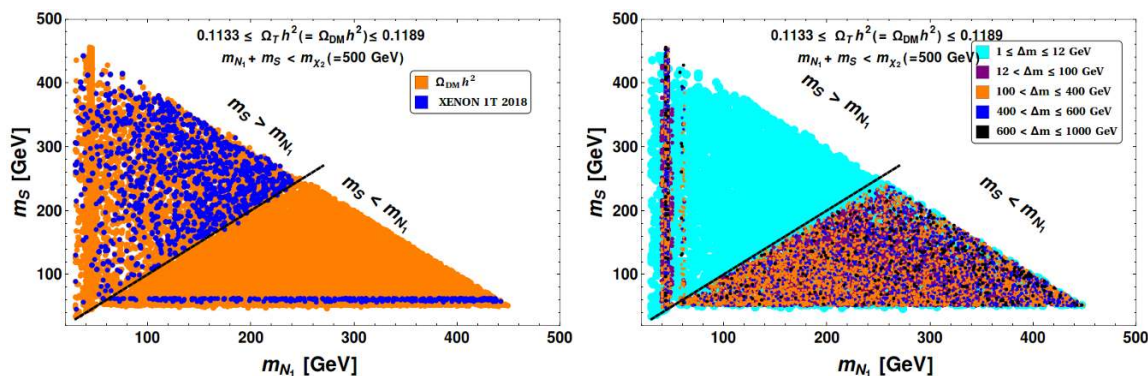 0.1133 ≤ Ω_T h² (= Ω_DM h²) ≤ 0.1189
m_N₁ + m_S < m_χ₂ (=500 GeV)
Ω_DM h²
XENON 1T 2018
m_S > m_N₁
m_S < m_N₁
500
400
300
200
100
m_S [GeV]
100
200
300
400
500
m_N₁ [GeV]
0.1133 ≤ Ω_T h² (= Ω_DM h²) ≤ 0.1189
m_N₁ + m_S < m_χ₂ (=500 GeV)
1 ≤ Δm ≤ 12 GeV
12 < Δm ≤ 100 GeV
100 < Δm ≤ 400 GeV
400 < Δm ≤ 600 GeV
600 < Δm ≤ 1000 GeV
m_S > m_N₁
m_S < m_N₁
500
400
300
200
100
m_S [GeV]
100
200
300
400
500
m_N₁ [GeV]